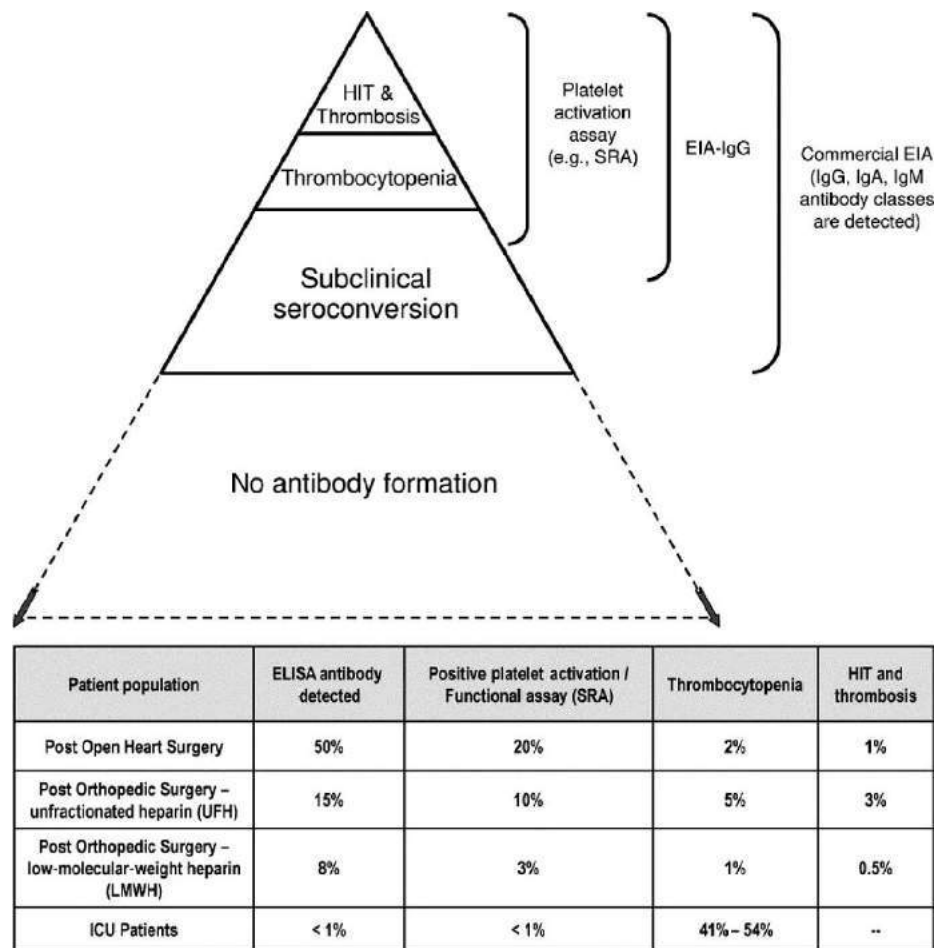 HIT &
Thrombosis
Thrombocytopenia
Subclinical
seroconversion
No antibody formation
Platelet
activation
assay
(e.g., SRA)
EIA-IgG
Commercial EIA
(IgG, IgA, IgM
antibody classes
are detected)
Patient population
ELISA antibody
detected
Positive platelet activation /
Functional assay (SRA)
Thrombocytopenia
HIT and
thrombosis
Post Open Heart Surgery
50%
20%
2%
1%
Post Orthopedic Surgery –
unfractionated heparin (UFH)
15%
10%
5%
3%
Post Orthopedic Surgery –
low-molecular-weight heparin
(LMWH)
8%
3%
1%
0.5%
ICU Patients
< 1%
< 1%
41% – 54%
--